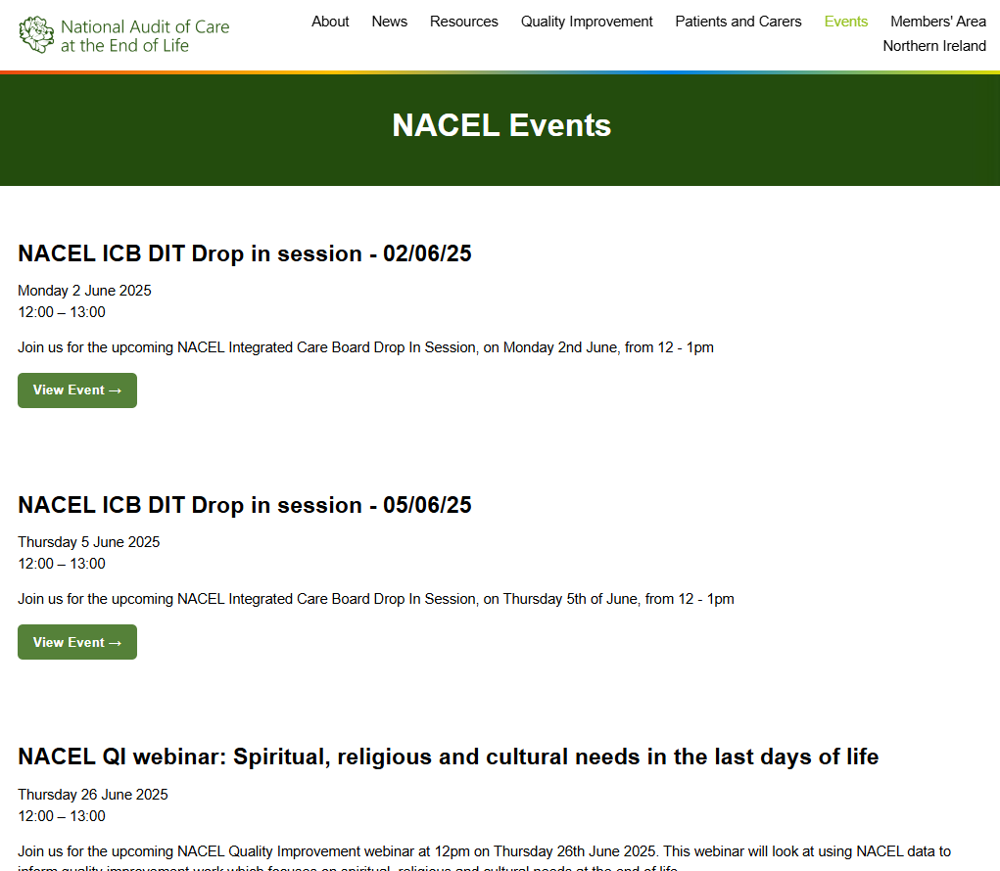 National Audit of Care
at the End of Life
About News Resources Quality Improvement Patients and Carers Events Members' Area
Northern Ireland
NACEL Events
NACEL ICB DIT Drop in session - 02/06/25
Monday 2 June 2025
12:00 – 13:00
Join us for the upcoming NACEL Integrated Care Board Drop In Session, on Monday 2nd June, from 12 - 1pm
View Event →
NACEL ICB DIT Drop in session - 05/06/25
Thursday 5 June 2025
12:00 – 13:00
Join us for the upcoming NACEL Integrated Care Board Drop In Session, on Thursday 5th of June, from 12 - 1pm
View Event →
NACEL QI webinar: Spiritual, religious and cultural needs in the last days of life
Thursday 26 June 2025
12:00 – 13:00
Join us for the upcoming NACEL Quality Improvement webinar at 12pm on Thursday 26th June 2025. This webinar will look at using NACEL data to
inform quality improvement work which focuses on spiritual, religious and cultural needs at the end of life